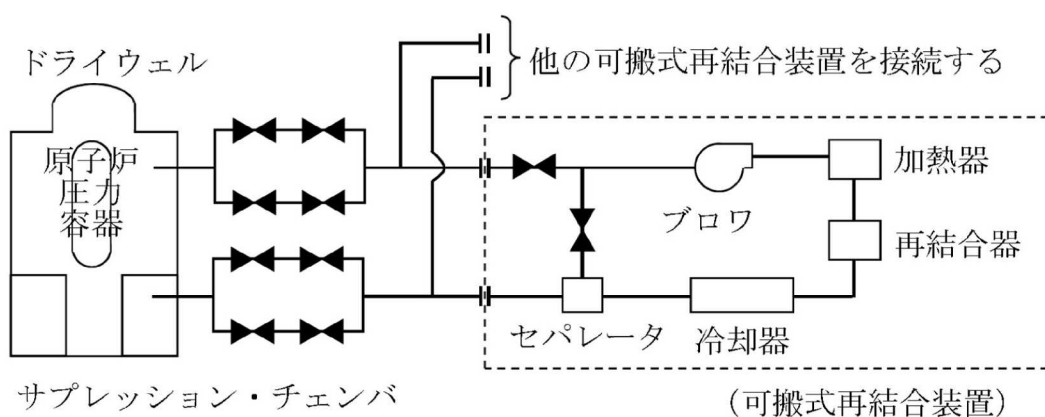 ドライウェル
他の可搬式再結合装置を接続する
原子炉
圧力
容器
加熱器
ブロワ
再結合器
セパレータ
冷却器
サプレッション・チェンバ
(可搬式再結合装置)